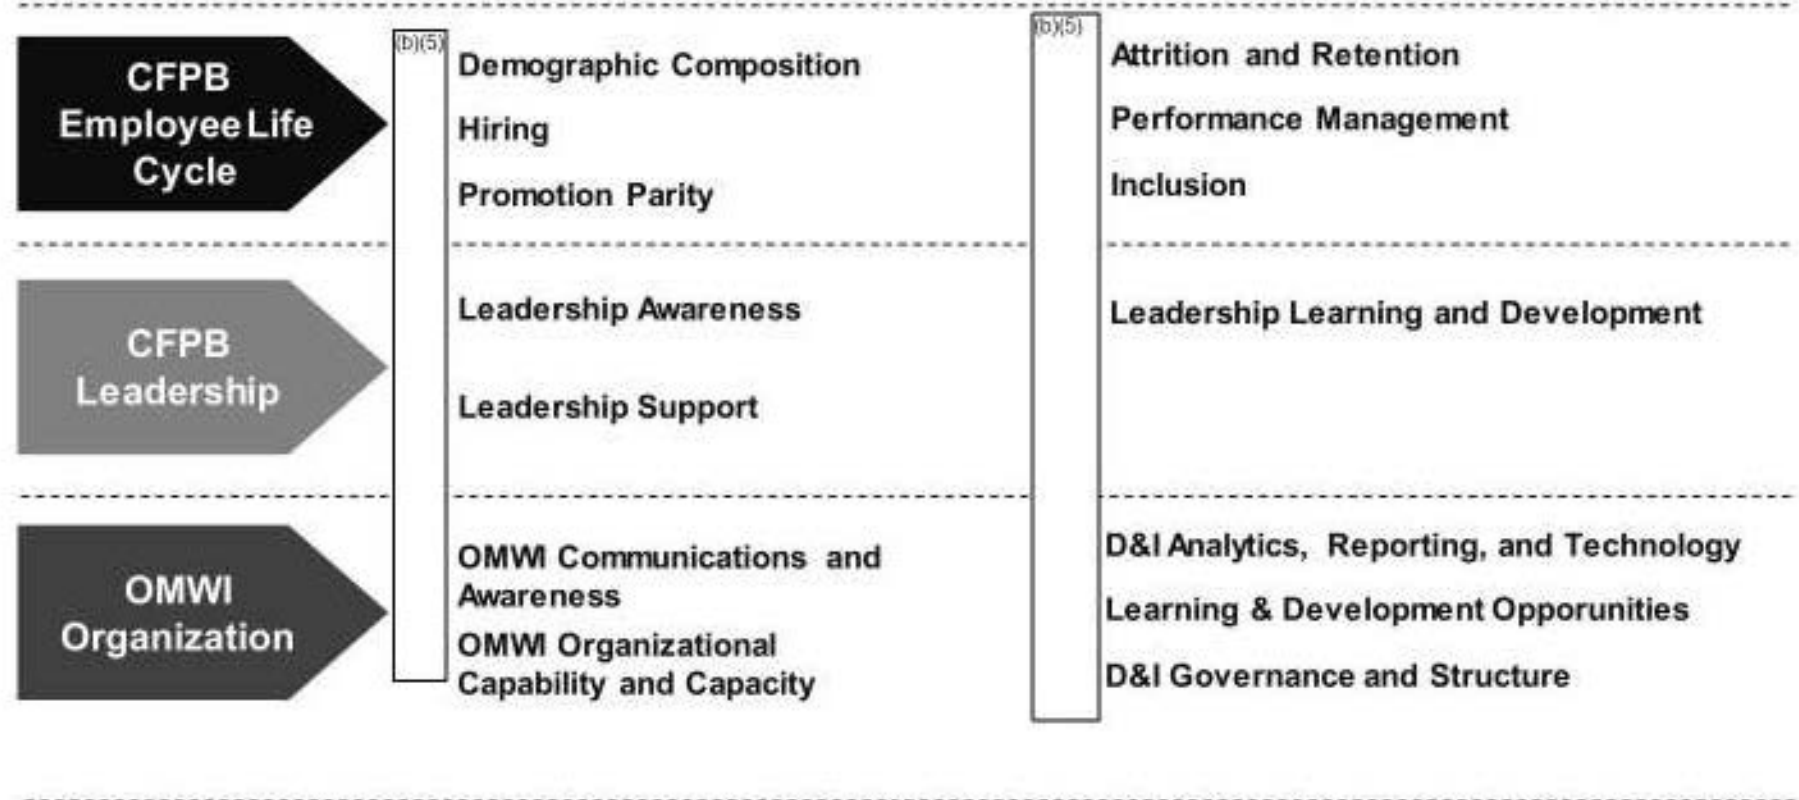 CFPB
Employee Life
Cycle
(b)(5)
Demographic Composition
Hiring
Promotion Parity
(b)(5)
Attrition and Retention
Performance Management
Inclusion
CFPB
Leadership
Leadership Awareness
Leadership Support
Leadership Learning and Development
OMWI
Organization
OMWI Communications and
Awareness
OMWI Organizational
Capability and Capacity
D&I Analytics, Reporting, and Technology
Learning & Development Opporunities
D&I Governance and Structure